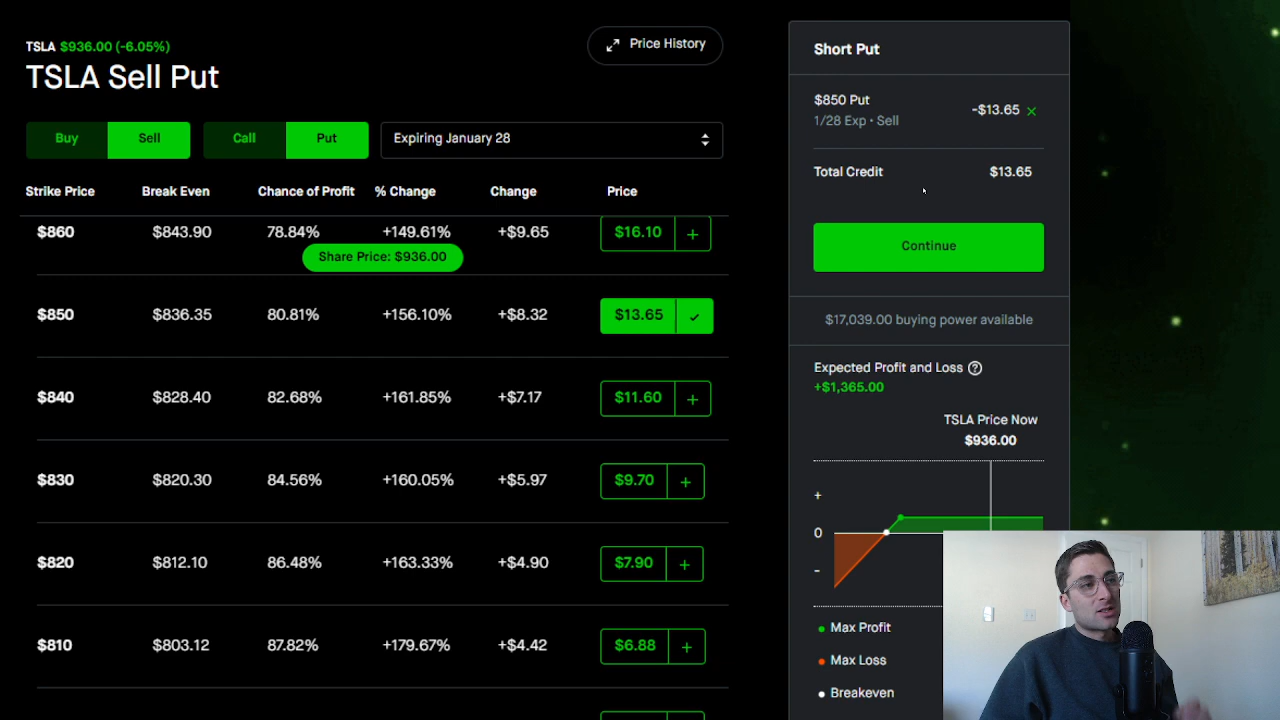 TSLA $936.00 (-6.05%)
TSLA Sell Put
Price History
Buy
Sell
Call
Put
Expiring January 28
Strike Price Break Even Chance of Profit % Change Change Price
$860 $843.90 78.84% +149.61% +$9.65 $16.10 +
Share Price: $936.00
$850 $836.35 80.81% +156.10% +$8.32 $13.65
$840 $828.40 82.68% +161.85% +$7.17 $11.60 +
$830 $820.30 84.56% +160.05% +$5.97 $9.70 +
$820 $812.10 86.48% +163.33% +$4.90 $7.90 +
$810 $803.12 87.82% +179.67% +$4.42 $6.88 +
Short Put
$850 Put -$13.65 ×
1/28 Exp • Sell
Total Credit $13.65
Continue
$17,039.00 buying power available
Expected Profit and Loss ?
+$1,365.00
TSLA Price Now
$936.00
+
0
-
Max Profit
Max Loss
Breakeven